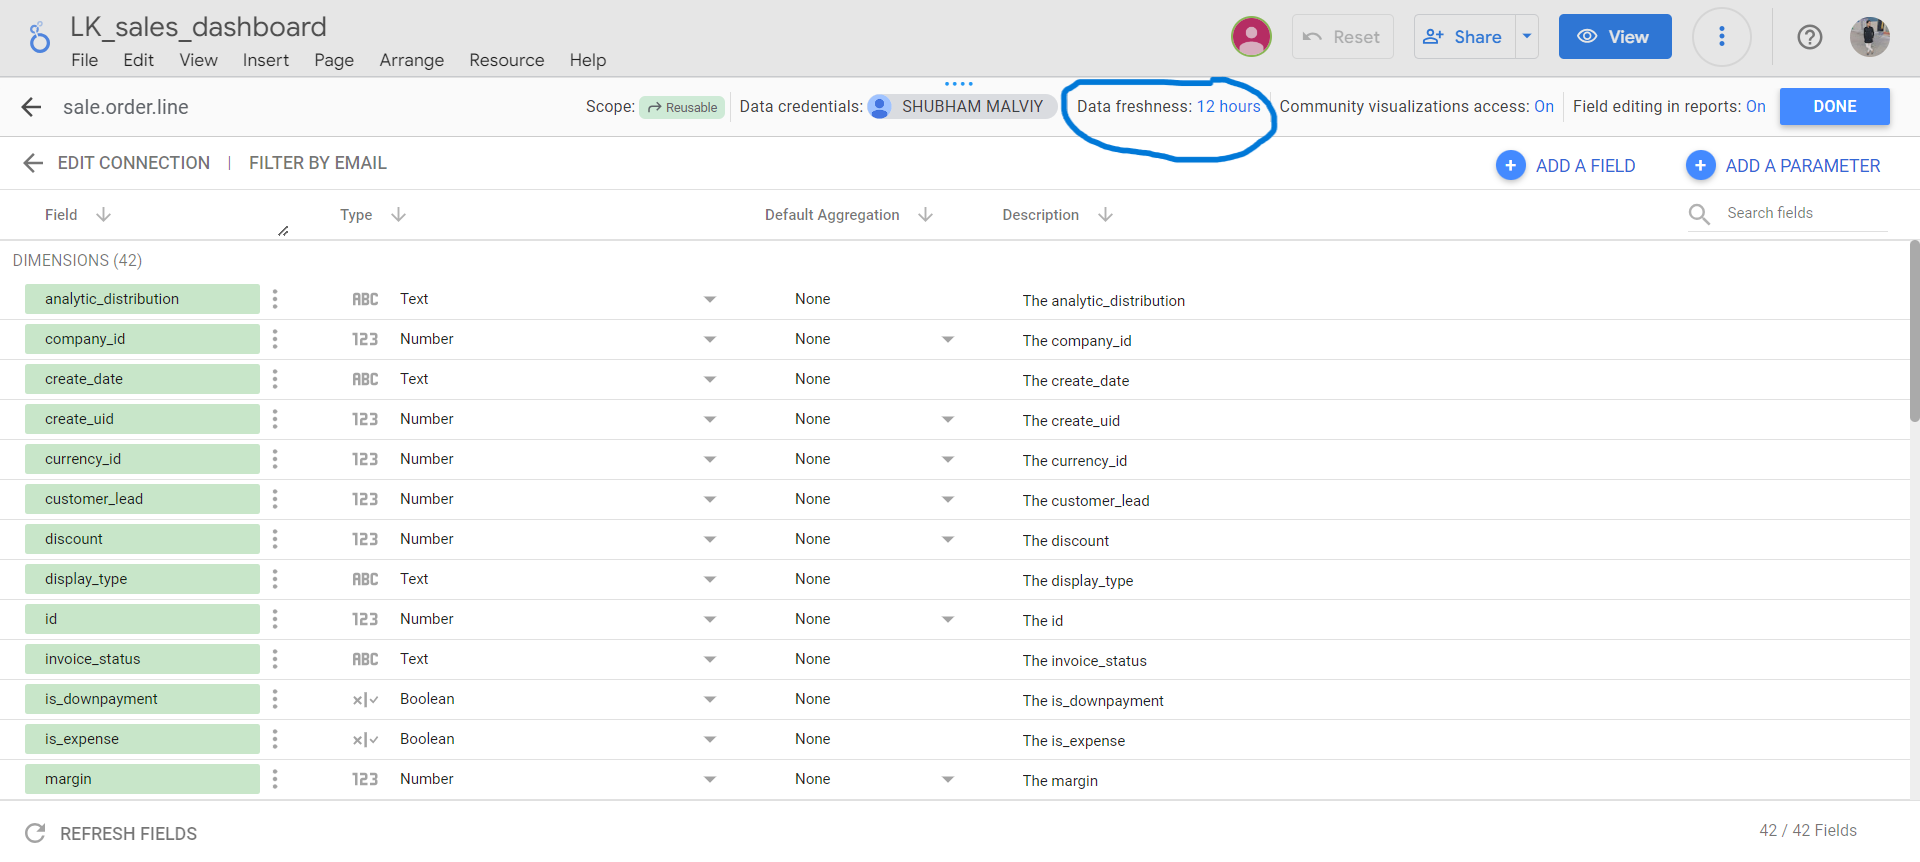 LK_sales_dashboard
File Edit View Insert Page Arrange Resource Help
Reset Share View
sale.order.line
Scope: Reusable Data credentials: SHUBHAM MALVIY Data freshness: 12 hours Community visualizations access: On Field editing in reports: On DONE
EDIT CONNECTION | FILTER BY EMAIL
ADD A FIELD ADD A PARAMETER
Field Type Default Aggregation Description Search fields
DIMENSIONS (42)
analytic_distribution ABC Text None The analytic_distribution
company_id 123 Number None The company_id
create_date ABC Text None The create_date
create_uid 123 Number None The create_uid
currency_id 123 Number None The currency_id
customer_lead 123 Number None The customer_lead
discount 123 Number None The discount
display_type ABC Text None The display_type
id 123 Number None The id
invoice_status ABC Text None The invoice_status
is_downpayment Boolean None The is_downpayment
is_expense Boolean None The is_expense
margin 123 Number None The margin
REFRESH FIELDS 42 / 42 Fields